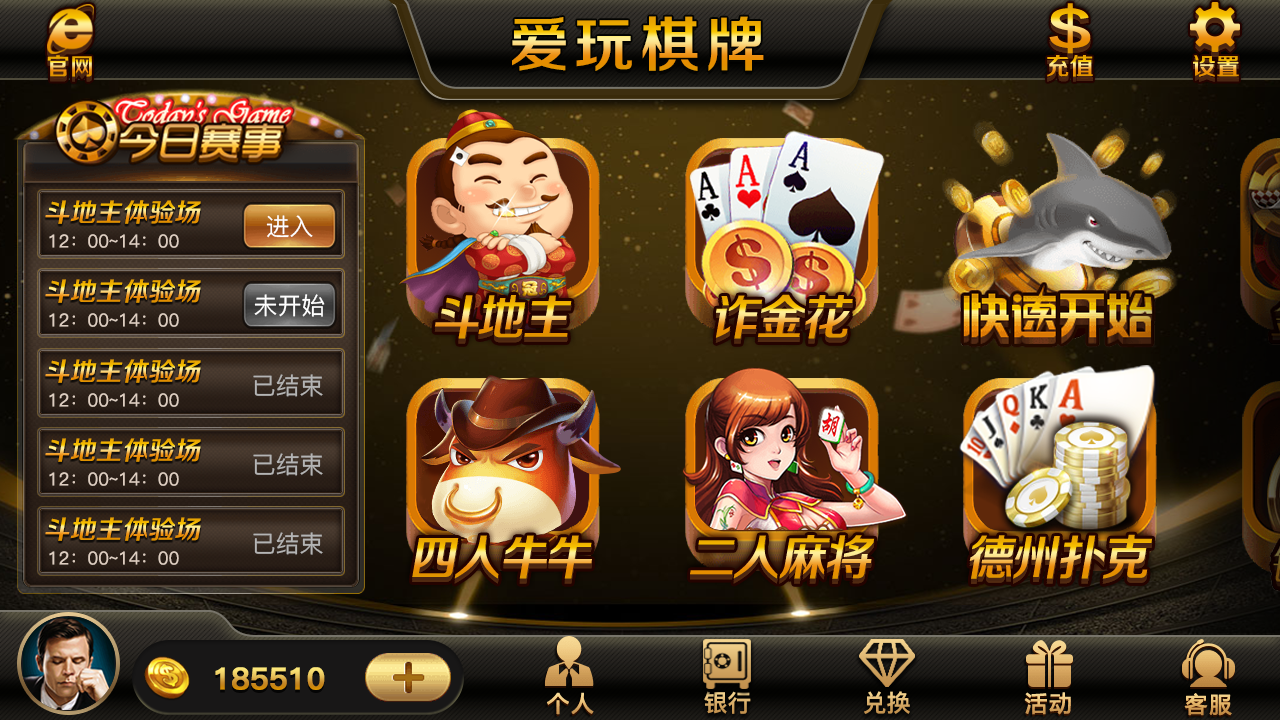 爱玩棋牌
官网
充值
设置
Today's Game
今日赛事
斗地主体验场
12：00~14：00
进入
斗地主体验场
12：00~14：00
未开始
斗地主体验场
12：00~14：00
已结束
斗地主体验场
12：00~14：00
已结束
斗地主体验场
12：00~14：00
已结束
冠
斗地主
A
A
A
$
$
诈金花
快速开始
四人牛牛
胡
二人麻将
10
J
Q
K
A
德州扑克
185510
个人
银行
兑换
活动
客服